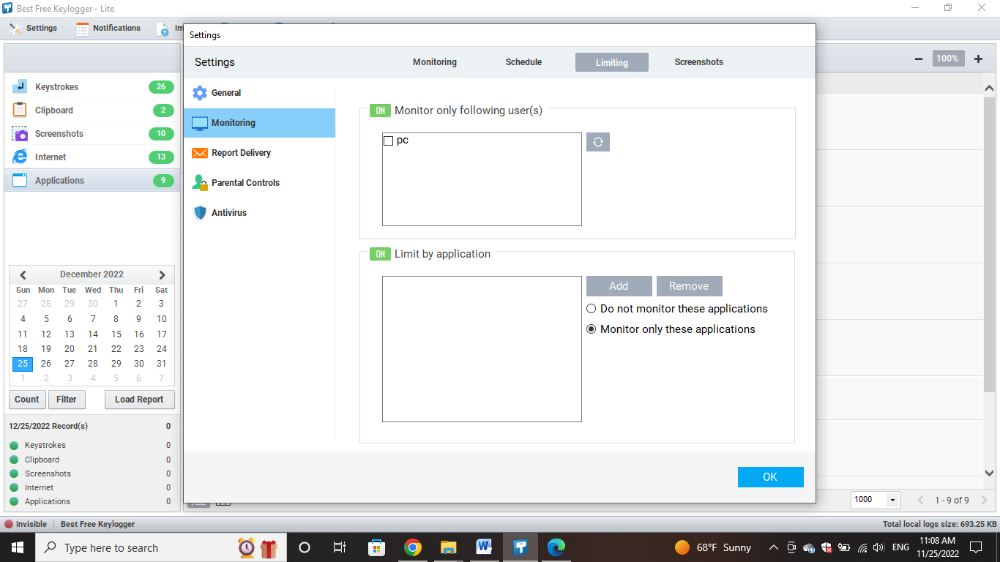 Best Free Keylogger - Lite
Settings
Notifications
Settings
Settings
Monitoring
Schedule
Limiting
Screenshots
100%
Keystrokes 26
Clipboard 2
Screenshots 10
Internet 13
Applications 9
General
Monitoring
Report Delivery
Parental Controls
Antivirus
ON Monitor only following user(s)
pc
ON Limit by application
Add
Remove
Do not monitor these applications
Monitor only these applications
OK
December 2022
Sun Mon Tue Wed Thu Fri Sat
27 28 29 30 1 2 3
4 5 6 7 8 9 10
11 12 13 14 15 16 17
18 19 20 21 22 23 24
25 26 27 28 29 30 31
1 2 3 4 5 6 7
Count
Filter
Load Report
12/25/2022 Record(s) 0
Keystrokes 0
Clipboard 0
Screenshots 0
Internet 0
Applications 0
1000
1 - 9 of 9
Invisible
Best Free Keylogger
Total local logs size: 693.25 KB
Type here to search
68°F Sunny
ENG
11:08 AM
11/25/2022